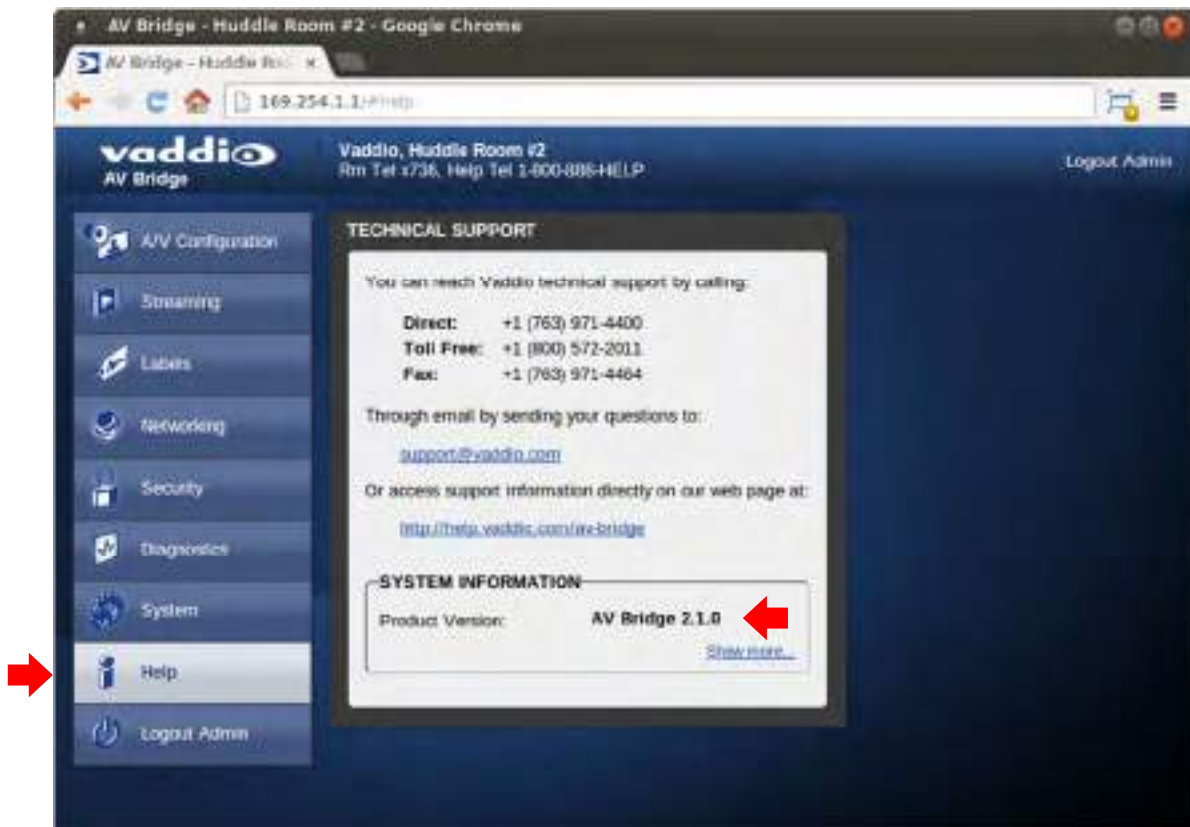 AV Bridge - Huddle Room #2 - Google Chrome
AV Bridge - Huddle Roo
169.254.1.1/#help
vaddio
AV Bridge
Vaddio, Huddle Room #2
Rm Tel x736, Help Tel 1-800-886-HELP
Logout Admin
A/V Configuration
Streaming
Labels
Networking
Security
Diagnostics
System
Help
Logout Admin
TECHNICAL SUPPORT
You can reach Vaddio technical support by calling:
Direct: +1 (763) 971-4400
Toll Free: +1 (800) 572-2011
Fax: +1 (763) 971-4464
Through email by sending your questions to:
support@vaddio.com
Or access support information directly on our web page at:
http://help.vaddio.com/av-bridge
SYSTEM INFORMATION
Product Version: AV Bridge 2.1.0
Show more...